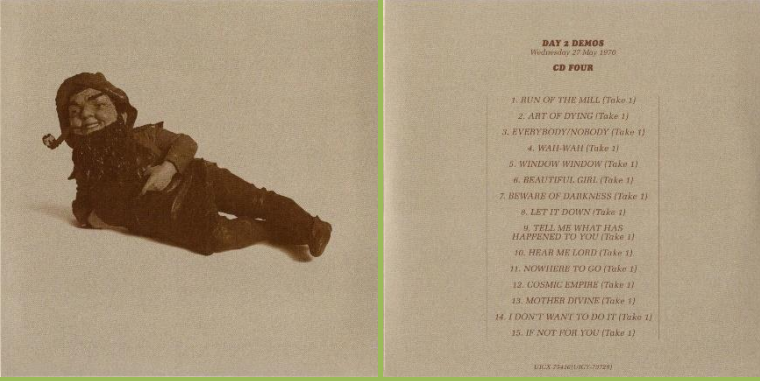 DAY 2 DEMOS
Wednesday 27 May 1970
CD FOUR
1. RUN OF THE MILL (Take 1)
2. ART OF DYING (Take 1)
3. EVERYBODY/NOBODY (Take 1)
4. WAH-WAH (Take 1)
5. WINDOW WINDOW (Take 1)
6. BEAUTIFUL GIRL (Take 1)
7. BEWARE OF DARKNESS (Take 1)
8. LET IT DOWN (Take 1)
9. TELL ME WHAT HAS
HAPPENED TO YOU (Take 1)
10. HEAR ME LORD (Take 1)
11. NOWHERE TO GO (Take 1)
12. COSMIC EMPIRE (Take 1)
13. MOTHER DIVINE (Take 1)
14. I DON'T WANT TO DO IT (Take 1)
15. IF NOT FOR YOU (Take 1)